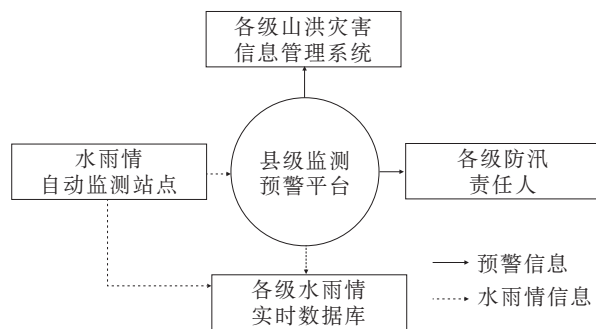 各级山洪灾害
信息管理系统
水雨情
自动监测站点
县级监测
预警平台
各级防汛
责任人
各级水雨情
实时数据库
预警信息
水雨情信息